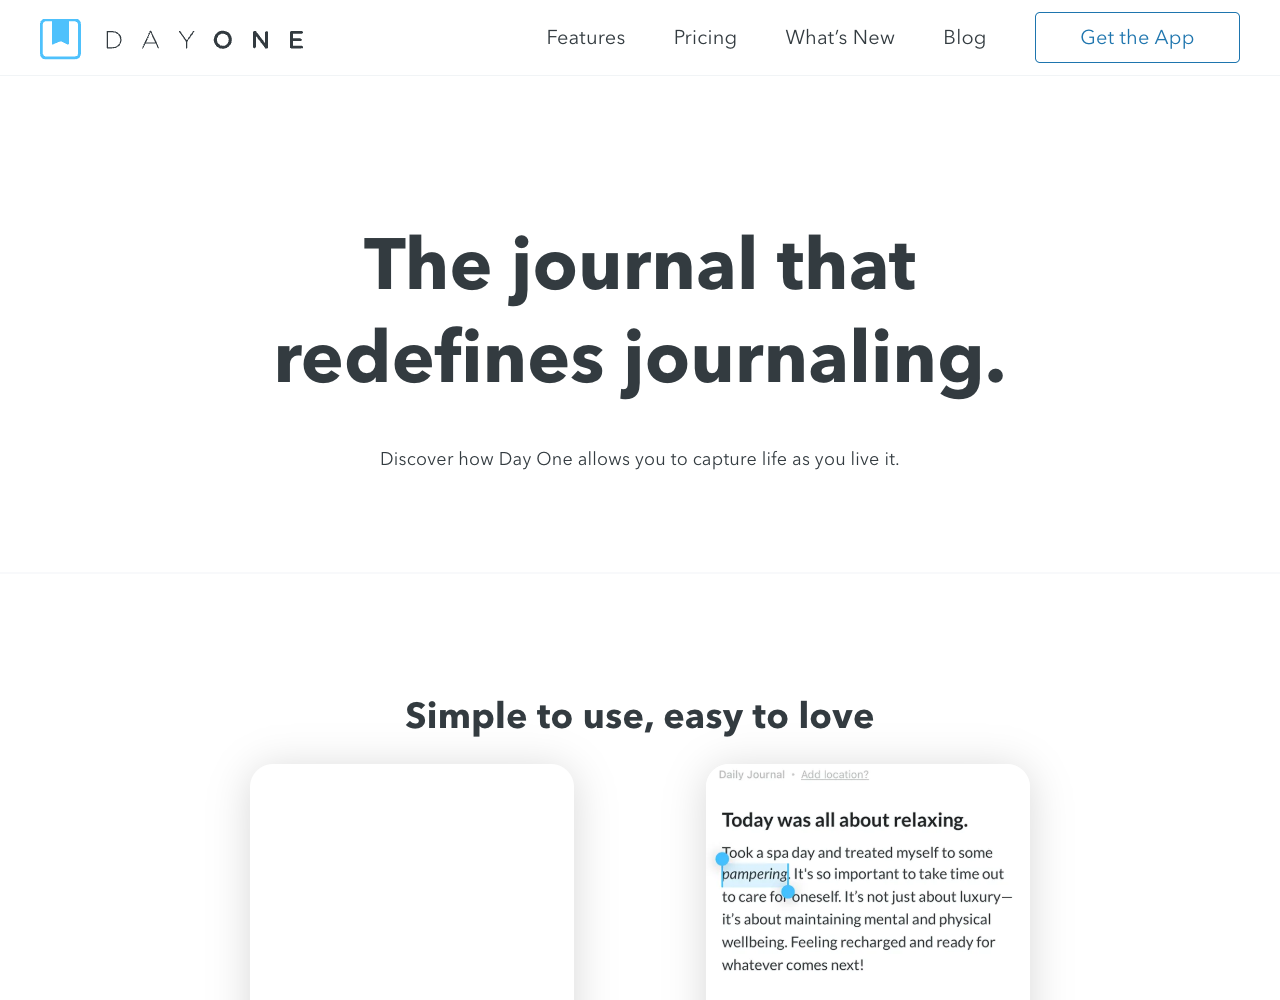 DAY ONE
Features
Pricing
What's New
Blog
Get the App
The journal that
redefines journaling.
Discover how Day One allows you to capture life as you live it.
Simple to use, easy to love
Daily Journal • Add location?
Today was all about relaxing.
Took a spa day and treated myself to some
pampering. It's so important to take time out
to care for oneself. It's not just about luxury—
it's about maintaining mental and physical
wellbeing. Feeling recharged and ready for
whatever comes next!